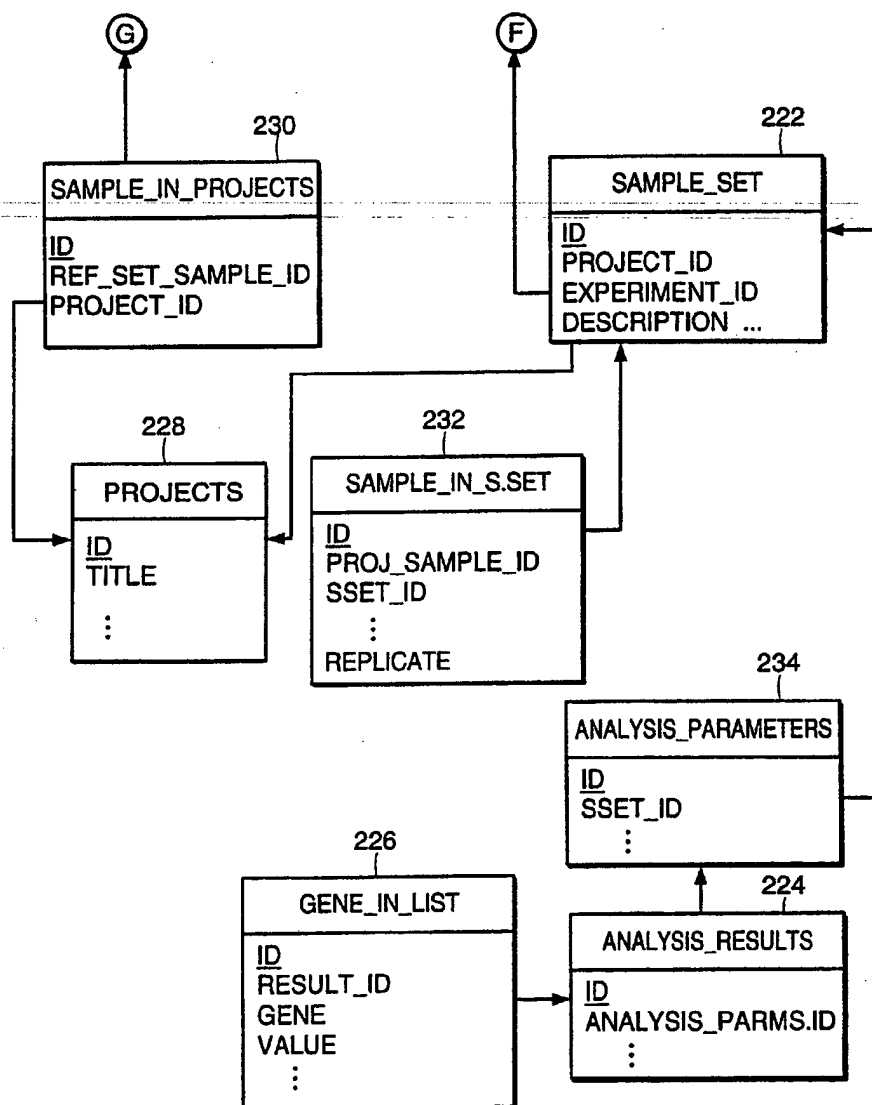 G
F
230
SAMPLE_IN_PROJECTS
ID
REF_SET_SAMPLE_ID
PROJECT_ID
222
SAMPLE_SET
ID
PROJECT_ID
EXPERIMENT_ID
DESCRIPTION ...
228
PROJECTS
ID
TITLE
⋮
232
SAMPLE_IN_S.SET
ID
PROJ_SAMPLE_ID
SSET_ID
⋮
REPLICATE
234
ANALYSIS_PARAMETERS
ID
SSET_ID
⋮
226
GENE_IN_LIST
ID
RESULT_ID
GENE
VALUE
⋮
224
ANALYSIS_RESULTS
ID
ANALYSIS_PARMS.ID
⋮